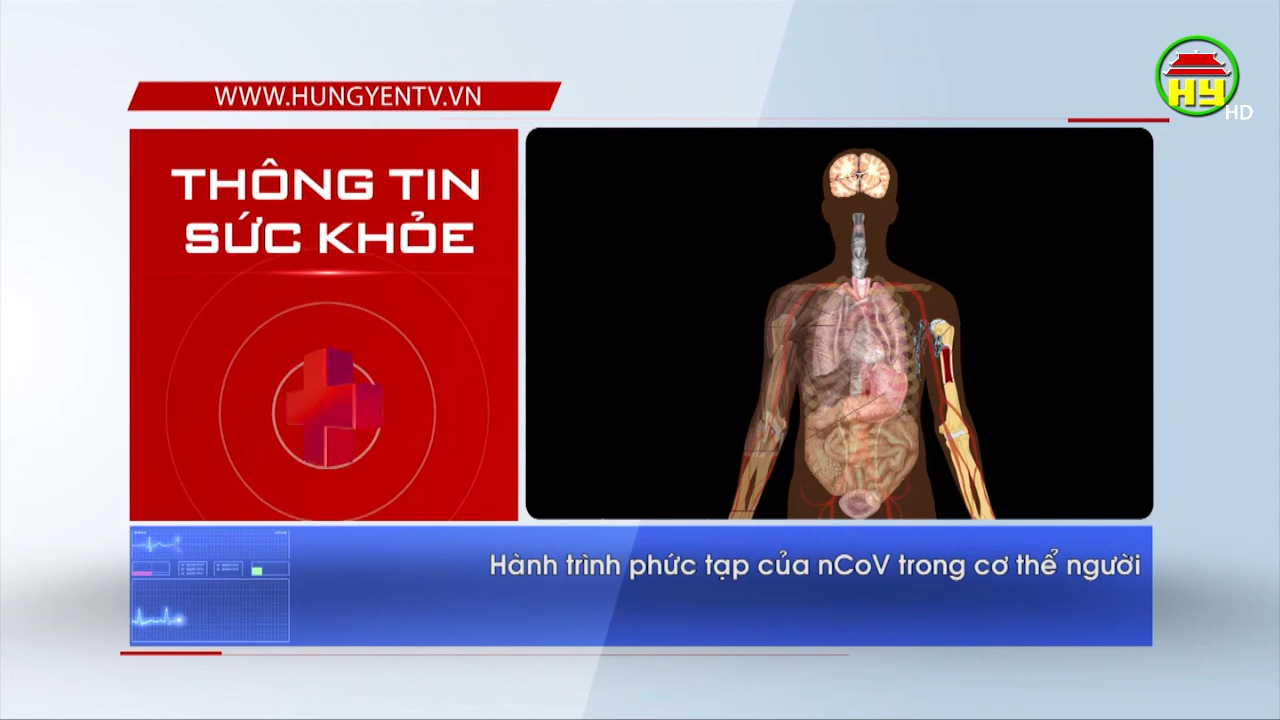 WWW.HUNGYENTV.VN
HY
HD
THÔNG TIN
SỨC KHỎE
Hành trình phức tạp của nCoV trong cơ thể người